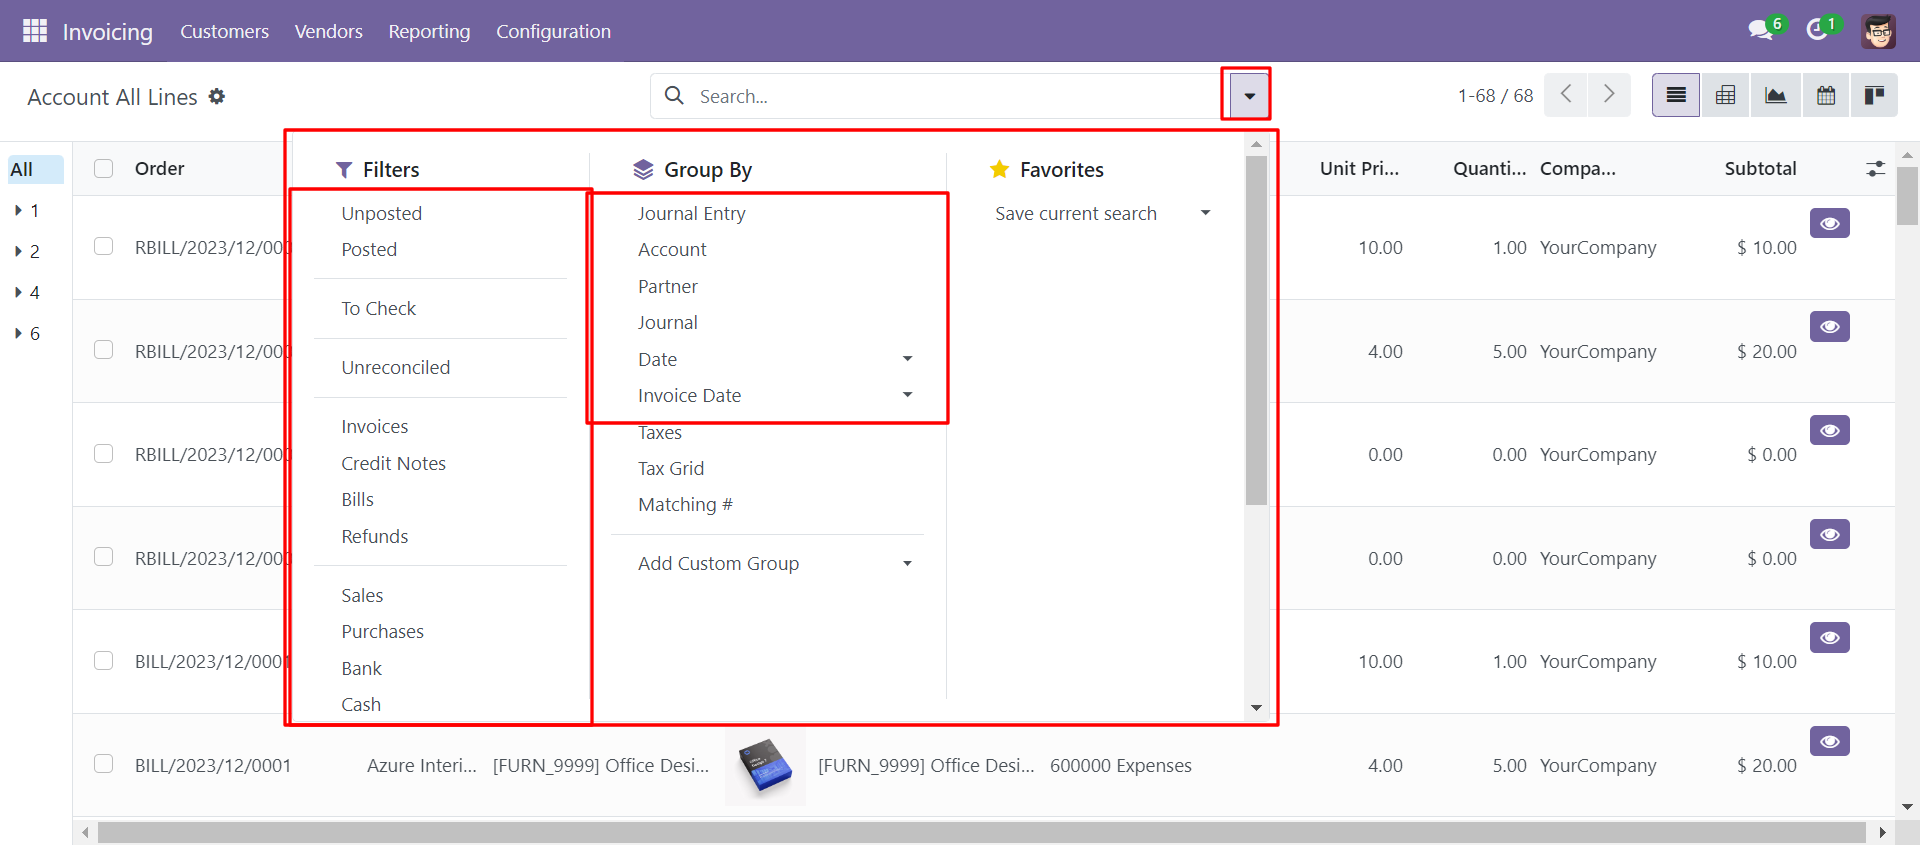 Invoicing Customers Vendors Reporting Configuration 6 1
Account All Lines Search... 1-68 / 68
All Order Filters Group By Favorites Unit Pri... Quanti... Compa... Subtotal
1
2
4
6
Unposted
Posted
To Check
Unreconciled
Invoices
Credit Notes
Bills
Refunds
Sales
Purchases
Bank
Cash
Journal Entry
Account
Partner
Journal
Date
Invoice Date
Taxes
Tax Grid
Matching #
Add Custom Group
Save current search
RBILL/2023/12/000 10.00 1.00 YourCompany $ 10.00
RBILL/2023/12/000 4.00 5.00 YourCompany $ 20.00
RBILL/2023/12/000 0.00 0.00 YourCompany $ 0.00
RBILL/2023/12/000 0.00 0.00 YourCompany $ 0.00
BILL/2023/12/0001 10.00 1.00 YourCompany $ 10.00
BILL/2023/12/0001 Azure Interi... [FURN_9999] Office Desi... [FURN_9999] Office Desi... 600000 Expenses 4.00 5.00 YourCompany $ 20.00